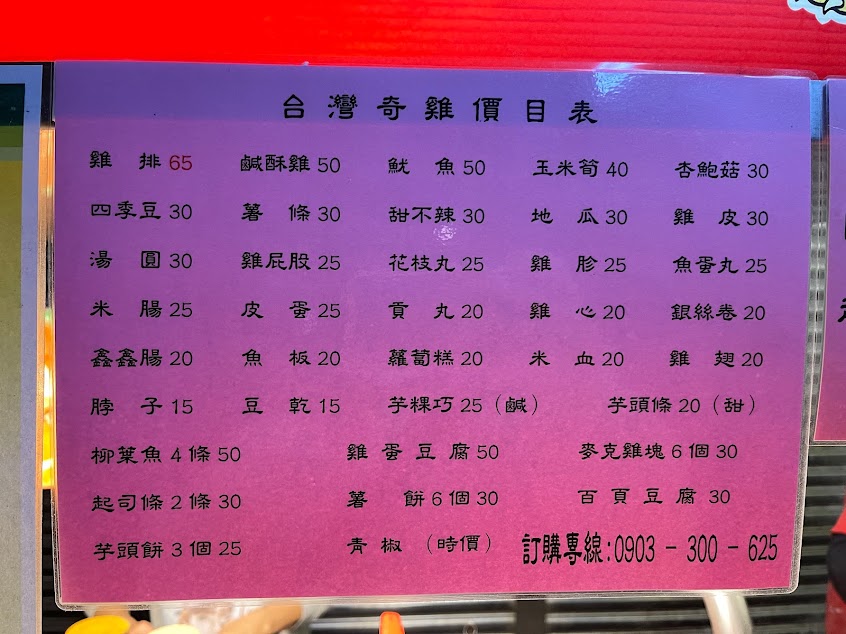 台灣奇雞價目表
雞排 65 鹹酥雞 50 魷魚 50 玉米筍 40 杏鮑菇 30
四季豆 30 薯條 30 甜不辣 30 地瓜 30 雞皮 30
湯圓 30 雞屁股 25 花枝丸 25 雞胗 25 魚蛋丸 25
米腸 25 皮蛋 25 貢丸 20 雞心 20 銀絲卷 20
鑫鑫腸 20 魚板 20 蘿蔔糕 20 米血 20 雞翅 20
脖子 15 豆乾 15 芋粿巧 25（鹹） 芋頭條 20（甜）
柳葉魚 4 條 50 雞蛋豆腐 50 麥克雞塊 6 個 30
起司條 2 條 30 薯餅 6 個 30 百頁豆腐 30
芋頭餅 3 個 25 青椒（時價） 訂購專線:0903 - 300 - 625